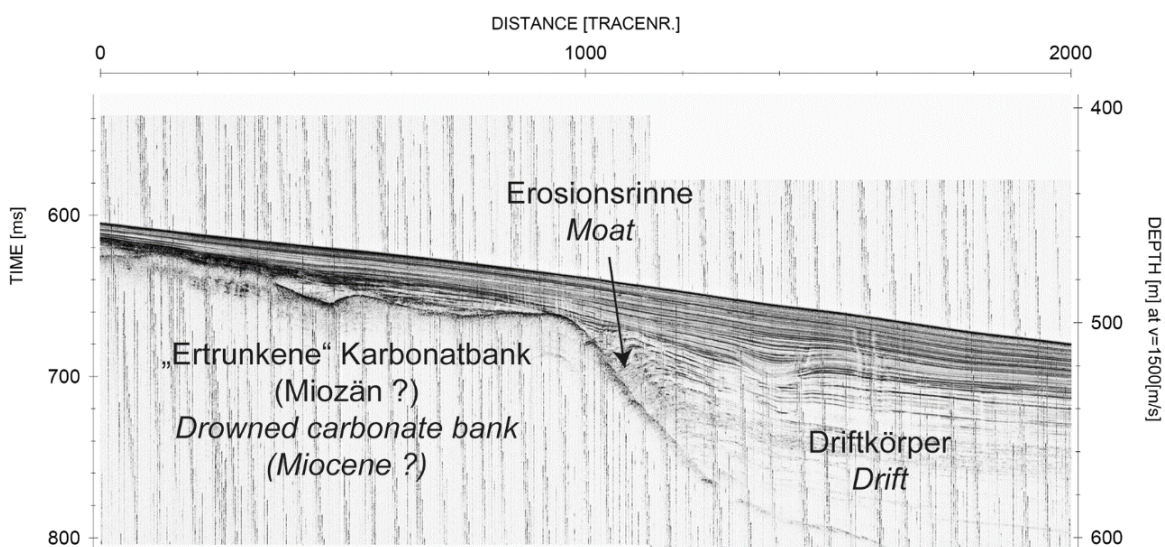 DISTANCE [TRACENR.]
0 1000 2000
TIME [ms]
600
700
800
400
500
600
DEPTH [m] at v=1500[m/s]
Erosionsrinne
Moat
„Ertrunkene“ Karbonatbank
(Miozän ?)
Drowned carbonate bank
(Miocene ?)
Driftkörper
Drift